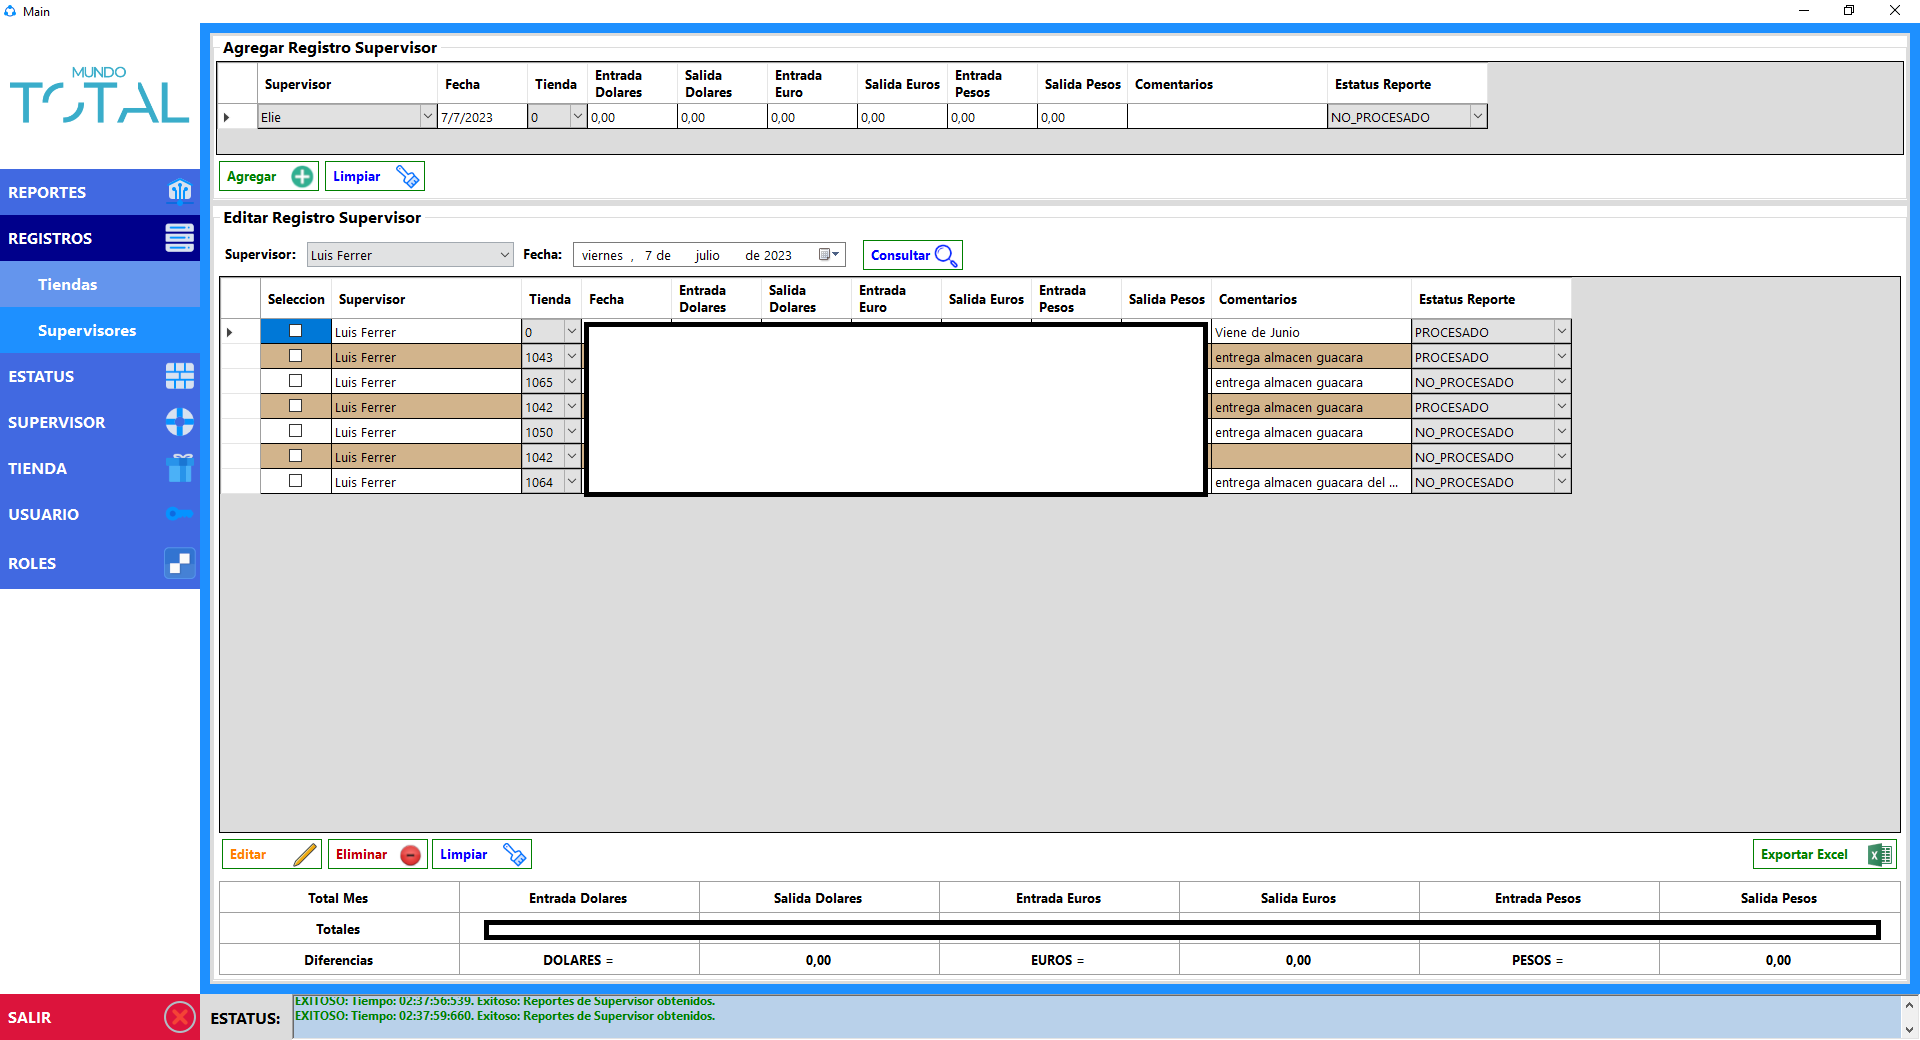 Main
MUNDO
TOTAL
REPORTES
REGISTROS
Tiendas
Supervisores
ESTATUS
SUPERVISOR
TIENDA
USUARIO
ROLES
SALIR
Agregar Registro Supervisor
Supervisor Fecha Tienda Entrada Dolares Salida Dolares Entrada Euro Salida Euros Entrada Pesos Salida Pesos Comentarios Estatus Reporte
Elie 7/7/2023 0 0,00 0,00 0,00 0,00 0,00 0,00 NO_PROCESADO
Agregar Limpiar
Editar Registro Supervisor
Supervisor: Luis Ferrer Fecha: viernes , 7 de julio de 2023 Consultar
Seleccion Supervisor Tienda Fecha Entrada Dolares Salida Dolares Entrada Euro Salida Euros Entrada Pesos Salida Pesos Comentarios Estatus Reporte
Luis Ferrer 0 Viene de Junio PROCESADO
Luis Ferrer 1043 entrega almacen guacara PROCESADO
Luis Ferrer 1065 entrega almacen guacara NO_PROCESADO
Luis Ferrer 1042 entrega almacen guacara PROCESADO
Luis Ferrer 1050 entrega almacen guacara NO_PROCESADO
Luis Ferrer 1042 NO_PROCESADO
Luis Ferrer 1064 entrega almacen guacara del ... NO_PROCESADO
Editar Eliminar Limpiar Exportar Excel
Total Mes Entrada Dolares Salida Dolares Entrada Euros Salida Euros Entrada Pesos Salida Pesos
Totales
Diferencias DOLARES = 0,00 EUROS = 0,00 PESOS = 0,00
ESTATUS:
EXITOSO: Tiempo: 02:37:56:539. Exitoso: Reportes de Supervisor obtenidos.
EXITOSO: Tiempo: 02:37:59:660. Exitoso: Reportes de Supervisor obtenidos.